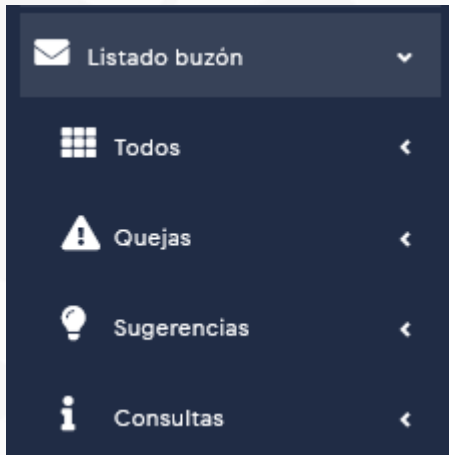 Listado buzón
Todos
Quejas
Sugerencias
Consultas